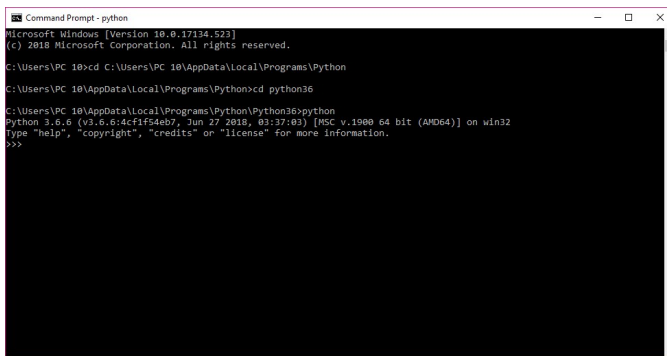 Command Prompt - python
Microsoft Windows [Version 10.0.17134.523]
(c) 2018 Microsoft Corporation. All rights reserved.
C:\Users\PC 10>cd C:\Users\PC 10\AppData\Local\Programs\Python
C:\Users\PC 10\AppData\Local\Programs\Python>cd python36
C:\Users\PC 10\AppData\Local\Programs\Python\Python36>python
Python 3.6.6 (v3.6.6:4cf1f54eb7, Jun 27 2018, 03:37:03) [MSC v.1900 64 bit (AMD64)] on win32
Type "help", "copyright", "credits" or "license" for more information.
>>>